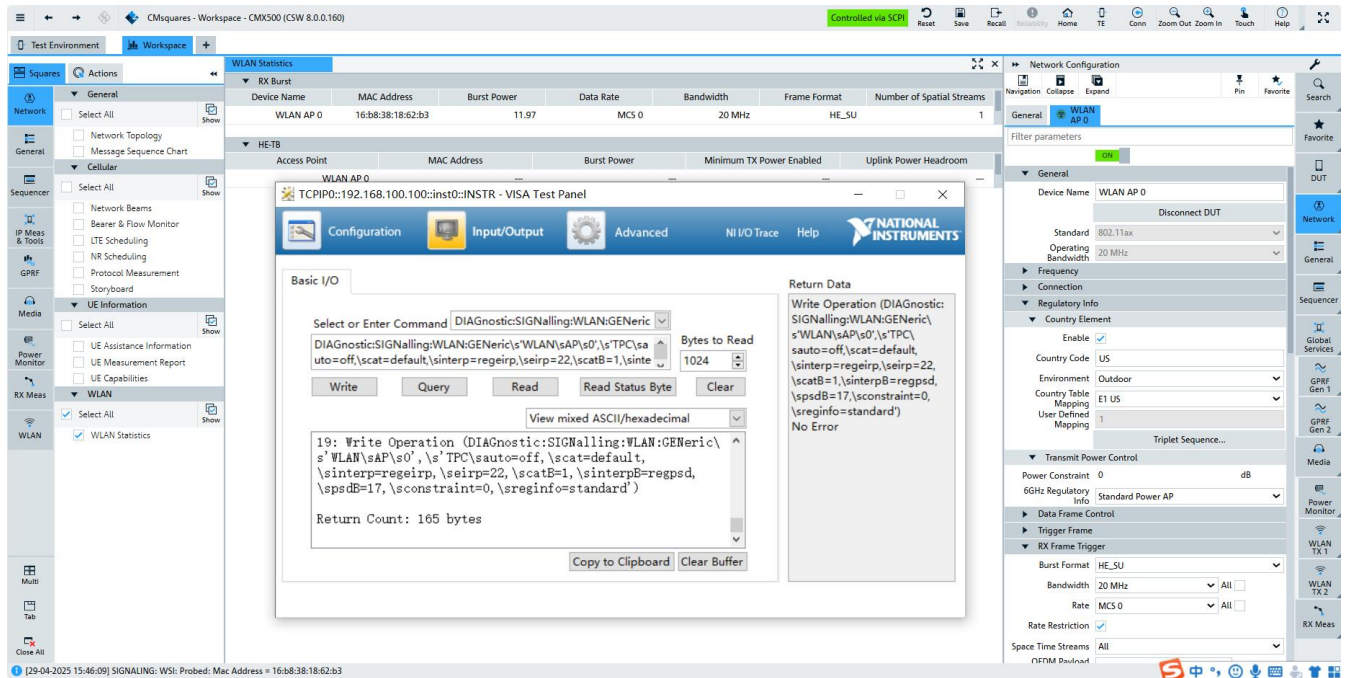 CMsquares - Workspace - CMX500 (CSW 8.0.0.160)
Controlled via SCPI
Reset
Save
Recall
Reliability
Home
TE
Conn
Zoom Out
Zoom In
Touch
Help
Test Environment
Workspace
+
Squares
Actions
Network
General
Sequencer
IP Meas
& Tools
GPRF
Media
Power
Monitor
RX Meas
WLAN
Multi
Tab
Close All
General
Select All
Show
Network Topology
Message Sequence Chart
Cellular
Select All
Show
Network Beams
Bearer & Flow Monitor
LTE Scheduling
NR Scheduling
Protocol Measurement
Storyboard
UE Information
Select All
Show
UE Assistance Information
UE Measurement Report
UE Capabilities
WLAN
Select All
Show
WLAN Statistics
WLAN Statistics
RX Burst
Device Name MAC Address Burst Power Data Rate Bandwidth Frame Format Number of Spatial Streams
WLAN AP 0 16:b8:38:18:62:b3 11.97 MCS 0 20 MHz HE_SU 1
HE-TB
Access Point MAC Address Burst Power Minimum TX Power Enabled Uplink Power Headroom
WLAN AP 0 --- --- --- ---
TCPIP0::192.168.100.100::inst0::INSTR - VISA Test Panel
Configuration
Input/Output
Advanced
NI I/O Trace
Help
NATIONAL
INSTRUMENTS
Basic I/O
Select or Enter Command DIAGnostic:SIGNalling:WLAN:GENeric
DIAGnostic:SIGNalling:WLAN:GENeric\s'WLAN\sAP\s0',\s'TPC\sa
uto=off,\scat=default,\sinterp=regeirp,\seirp=22,\scatB=1,\sinte
Bytes to Read
1024
Write
Query
Read
Read Status Byte
Clear
View mixed ASCII/hexadecimal
19: Write Operation (DIAGnostic:SIGNalling:WLAN:GENeric\
s'WLAN\sAP\s0',\s'TPC\sauto=off,\scat=default,
\sinterp=regeirp,\seirp=22,\scatB=1,\sinterpB=regpsd,
\spsdB=17,\sconstraint=0,\sreginfo=standard')
Return Count: 165 bytes
Copy to Clipboard
Clear Buffer
Return Data
Write Operation (DIAGnostic:
SIGNalling:WLAN:GENeric\
s'WLAN\sAP\s0',\s'TPC\
sauto=off,\scat=default,
\sinterp=regeirp,\seirp=22,
\scatB=1,\sinterpB=regpsd,
\spsdB=17,\sconstraint=0,
\sreginfo=standard')
No Error
Network Configuration
Navigation
Collapse
Expand
Pin
Favorite
General
WLAN
AP 0
Filter parameters
ON
General
Device Name WLAN AP 0
Disconnect DUT
Standard 802.11ax
Operating
Bandwidth 20 MHz
Frequency
Connection
Regulatory Info
Country Element
Enable
Country Code US
Environment Outdoor
Country Table
Mapping E1 US
User Defined
Mapping 1
Triplet Sequence...
Transmit Power Control
Power Constraint 0 dB
6GHz Regulatory
Info Standard Power AP
Data Frame Control
Trigger Frame
RX Frame Trigger
Burst Format HE_SU
Bandwidth 20 MHz All
Rate MCS 0 All
Rate Restriction
Space Time Streams All
OFDM Payload
Search
Favorite
DUT
Network
General
Sequencer
Global
Services
GPRF
Gen 1
GPRF
Gen 2
Media
Power
Monitor
WLAN
TX 1
WLAN
TX 2
RX Meas
[29-04-2025 15:46:09] SIGNALING: WSI: Probed: Mac Address = 16:b8:38:18:62:b3
中